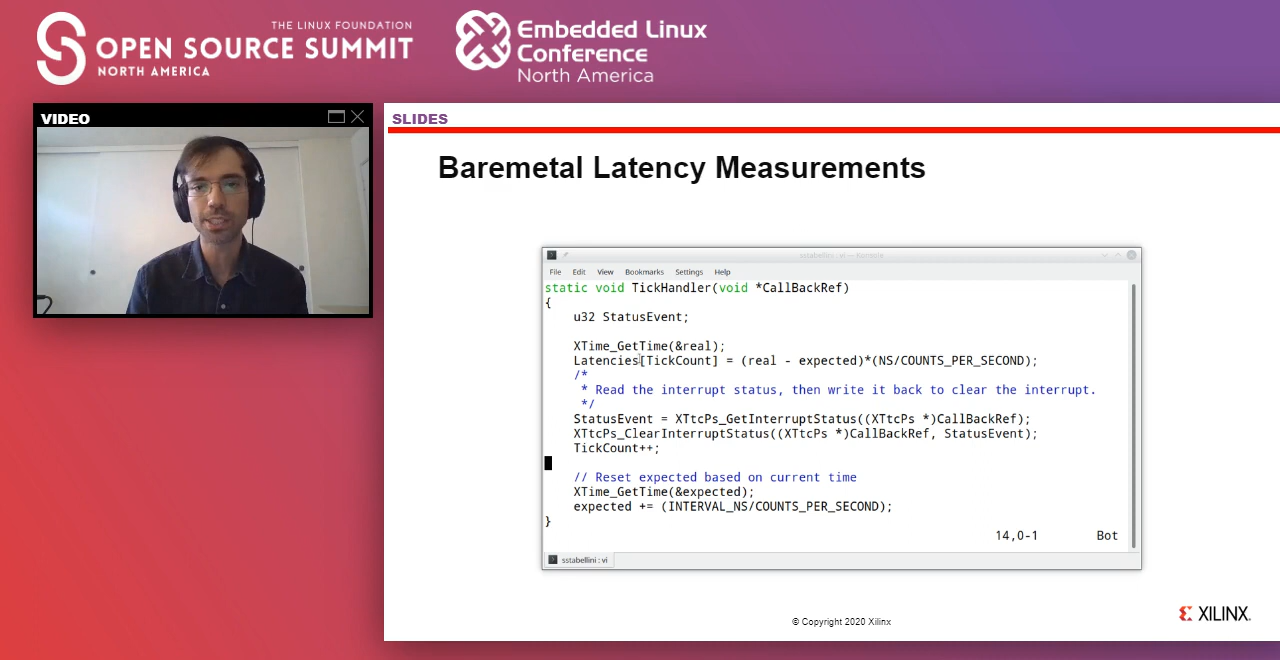 THE LINUX FOUNDATION
OPEN SOURCE SUMMIT
NORTH AMERICA
Embedded Linux
Conference
North America
VIDEO
SLIDES
Baremetal Latency Measurements
sstabellini : vi — Konsole
File Edit View Bookmarks Settings Help
static void TickHandler(void *CallBackRef)
{
u32 StatusEvent;
XTime_GetTime(&real);
Latencies[TickCount] = (real - expected)*(NS/COUNTS_PER_SECOND);
/*
* Read the interrupt status, then write it back to clear the interrupt.
*/
StatusEvent = XTtcPs_GetInterruptStatus((XTtcPs *)CallBackRef);
XTtcPs_ClearInterruptStatus((XTtcPs *)CallBackRef, StatusEvent);
TickCount++;
// Reset expected based on current time
XTime_GetTime(&expected);
expected += (INTERVAL_NS/COUNTS_PER_SECOND);
}
14,0-1 Bot
sstabellini : vi
© Copyright 2020 Xilinx
XILINX.